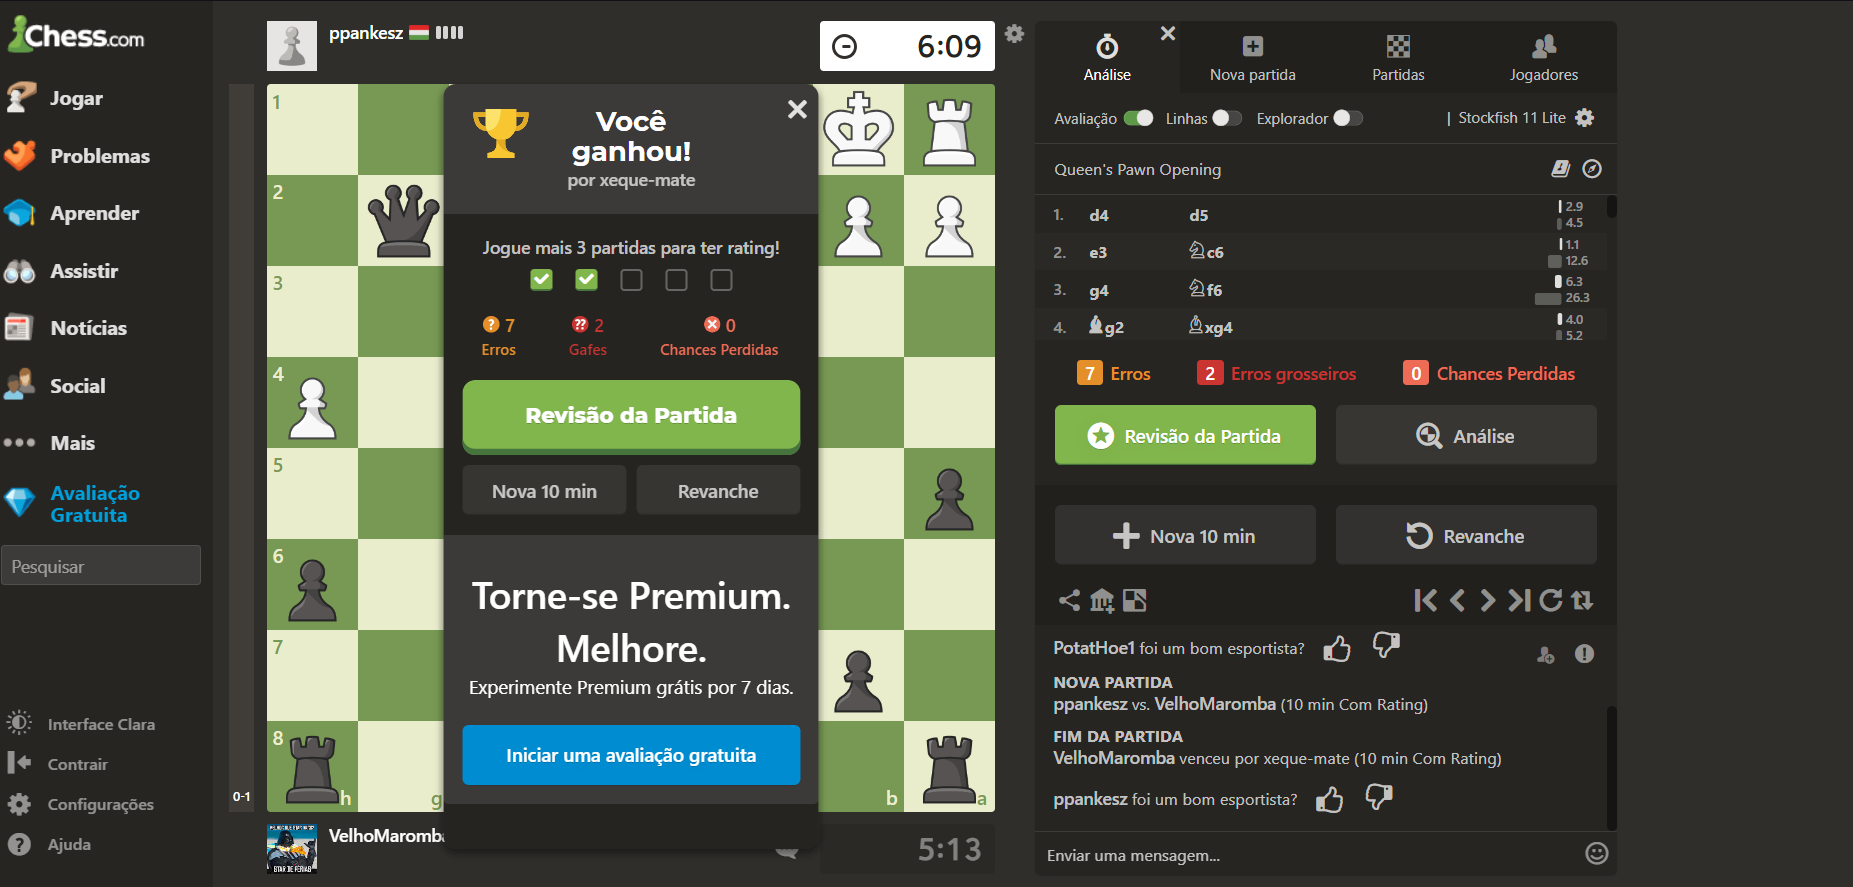 Chess.com
Jogar
Problemas
Aprender
Assistir
Notícias
Social
Mais
Avaliação
Gratuita
Pesquisar
Interface Clara
Contrair
Configurações
Ajuda
ppankesz
6:09
1
2
3
4
5
6
7
8
h
g
b
a
0-1
Você
ganhou!
por xeque-mate
Jogue mais 3 partidas para ter rating!
? 7
Erros
?? 2
Gafes
0
Chances Perdidas
Revisão da Partida
Nova 10 min
Revanche
Torne-se Premium.
Melhore.
Experimente Premium grátis por 7 dias.
Iniciar uma avaliação gratuita
STAR DE FÉRIAS
VelhoMaromba
5:13
Análise
Nova partida
Partidas
Jogadores
Avaliação
Linhas
Explorador
| Stockfish 11 Lite
Queen's Pawn Opening
1. d4 d5 2.9
4.5
2. e3 ♘c6 1.1
12.6
3. g4 ♘f6 6.3
26.3
4. ♝g2 ♗xg4 4.0
5.2
7 Erros
2 Erros grosseiros
0 Chances Perdidas
Revisão da Partida
Análise
Nova 10 min
Revanche
PotatHoe1 foi um bom esportista?
NOVA PARTIDA
ppankesz vs. VelhoMaromba (10 min Com Rating)
FIM DA PARTIDA
VelhoMaromba venceu por xeque-mate (10 min Com Rating)
ppankesz foi um bom esportista?
Enviar uma mensagem...